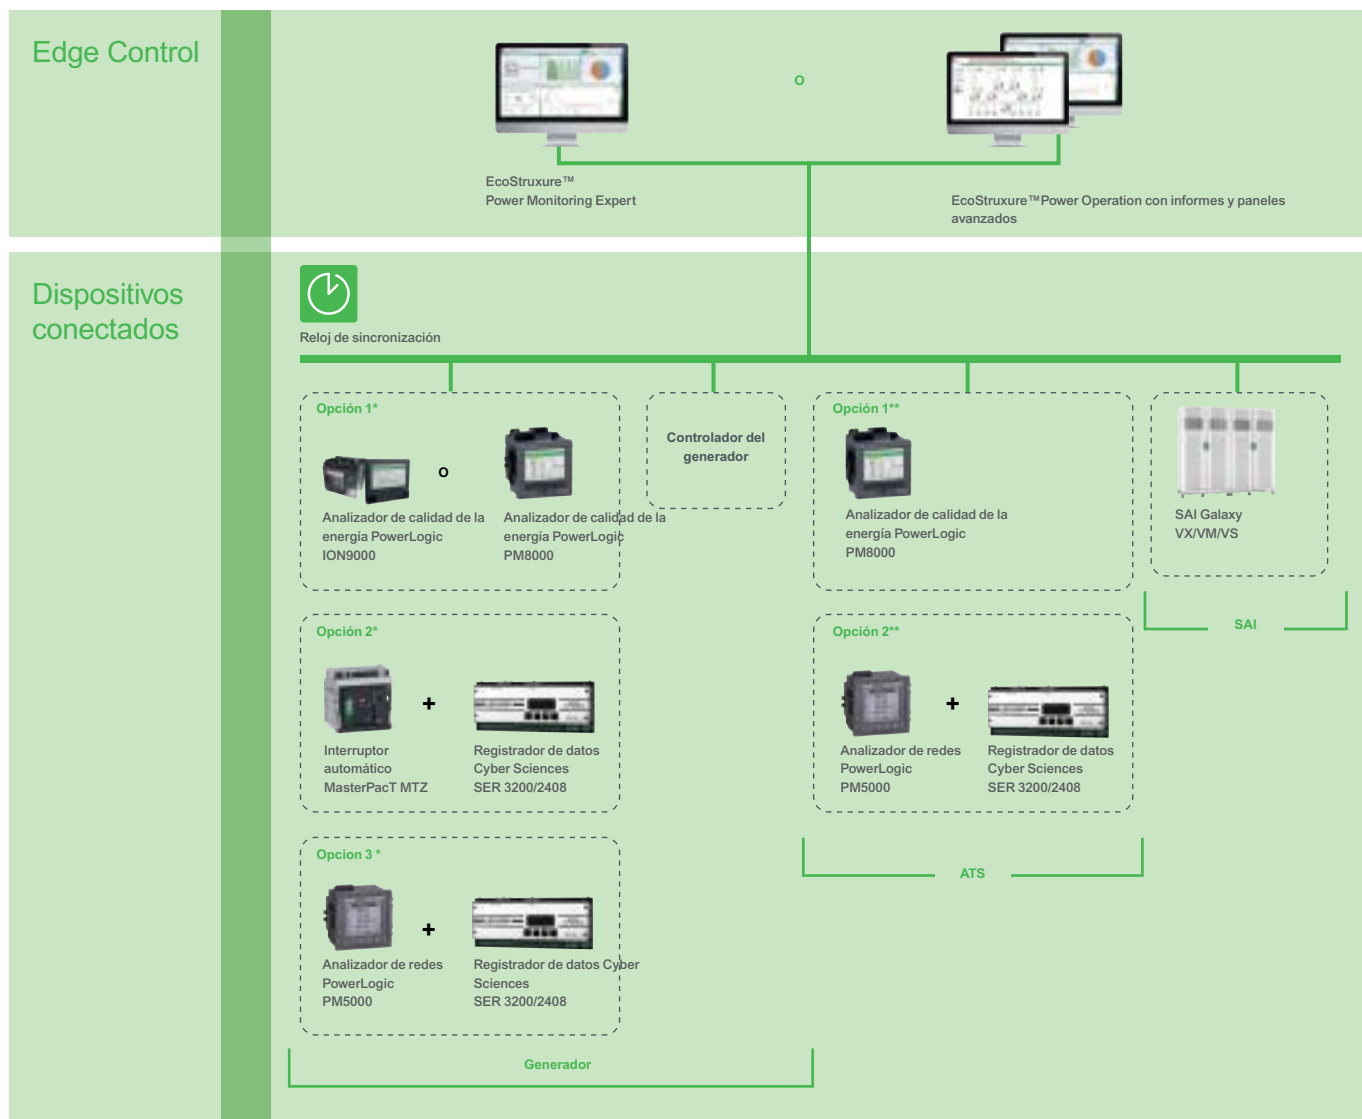 Edge Control
O
EcoStruxure™
Power Monitoring Expert
EcoStruxure™Power Operation con informes y paneles
avanzados
Dispositivos
conectados
Reloj de sincronización
Opción 1*
O
Analizador de calidad de la
energía PowerLogic
ION9000
Analizador de calidad de la
energía PowerLogic
PM8000
Controlador del
generador
Opción 1**
Analizador de calidad de la
energía PowerLogic
PM8000
SAI Galaxy
VX/VM/VS
SAI
Opción 2*
+
Interruptor
automático
MasterPacT MTZ
Registrador de datos
Cyber Sciences
SER 3200/2408
Opción 2**
+
Analizador de redes
PowerLogic
PM5000
Registrador de datos
Cyber Sciences
SER 3200/2408
ATS
Opcion 3 *
+
Analizador de redes
PowerLogic
PM5000
Registrador de datos Cyber
Sciences
SER 3200/2408
Generador